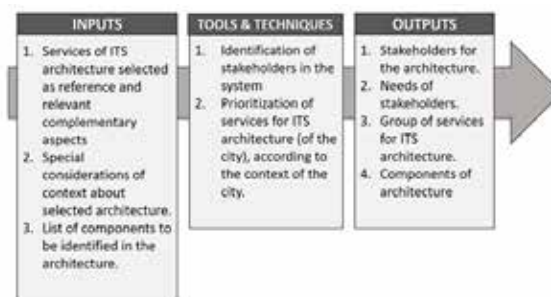 INPUTS
1. Services of ITS
architecture selected
as reference and
relevant
complementary
aspects
2. Special
considerations of
context about
selected architecture.
3. List of components to
be identified in the
architecture.
TOOLS & TECHNIQUES
1. Identification of
stakeholders in the
system
2. Prioritization of
services for ITS
architecture (of the
city), according to
the context of the
city.
OUTPUTS
1. Stakeholders for
the architecture.
2. Needs of
stakeholders.
3. Group of services
for ITS
architecture.
4. Components of
architecture